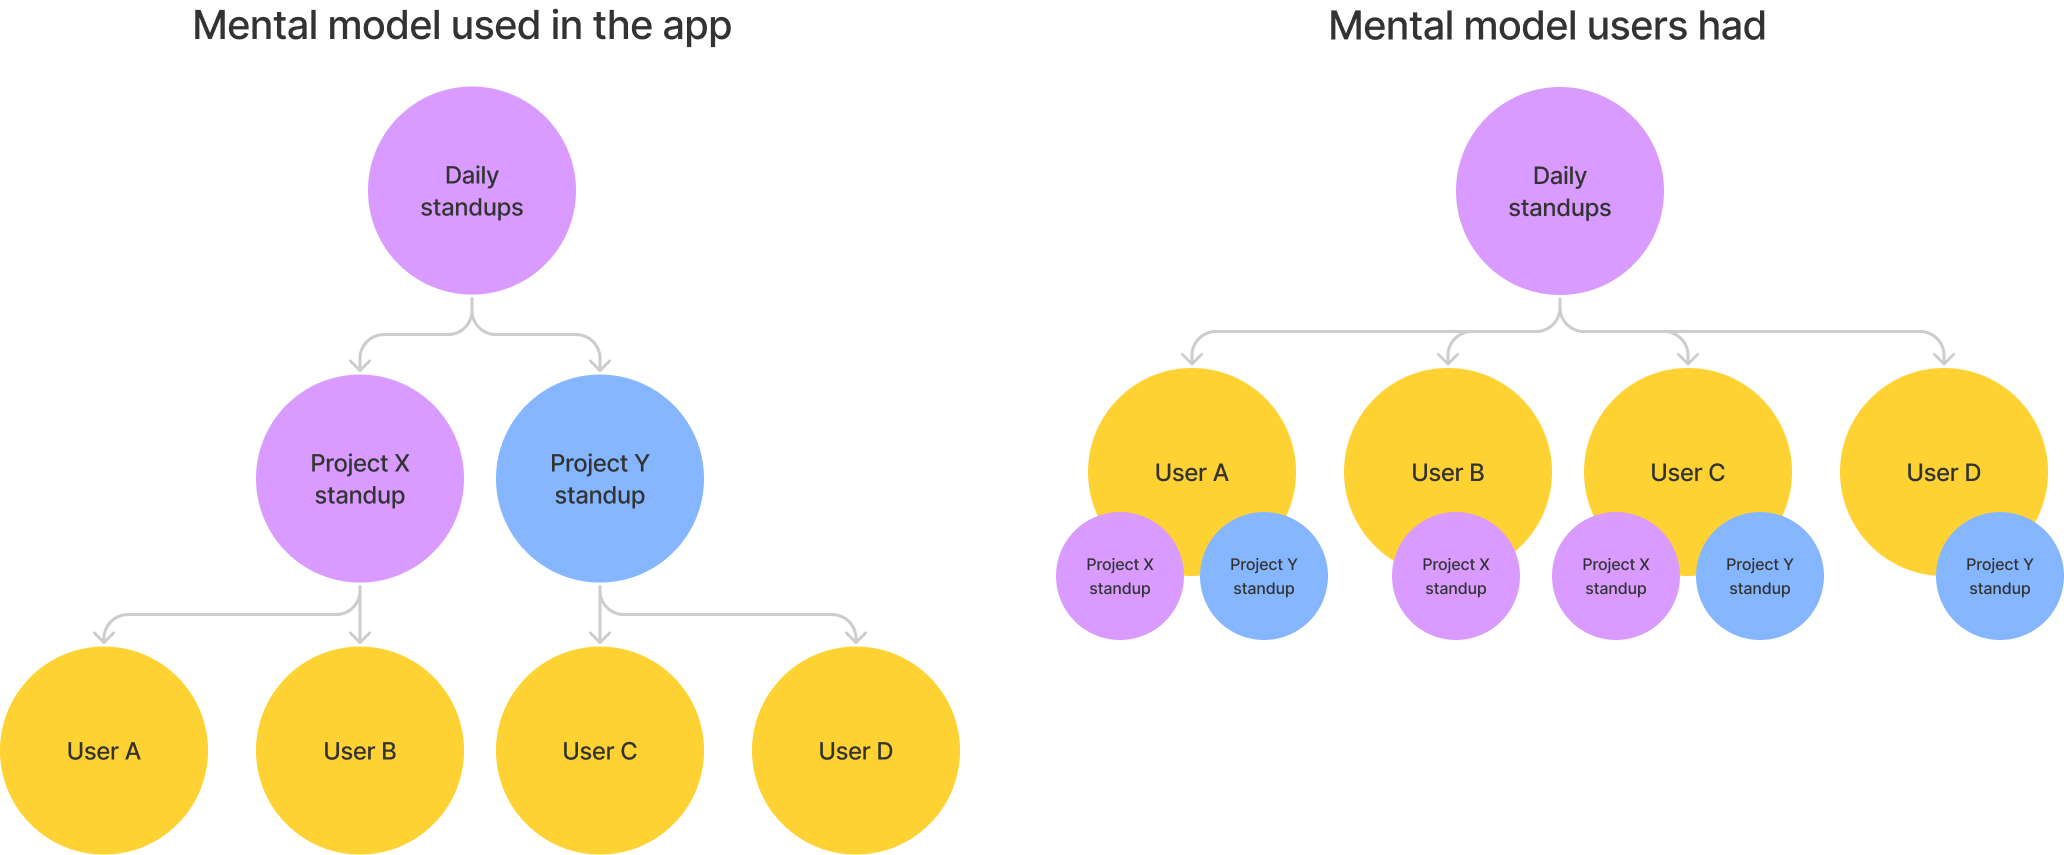 Mental model used in the app
Daily
standups
Project X
standup
Project Y
standup
User A
User B
User C
User D
Mental model users had
Daily
standups
User A
User B
User C
User D
Project X
standup
Project Y
standup
Project X
standup
Project X
standup
Project Y
standup
Project Y
standup